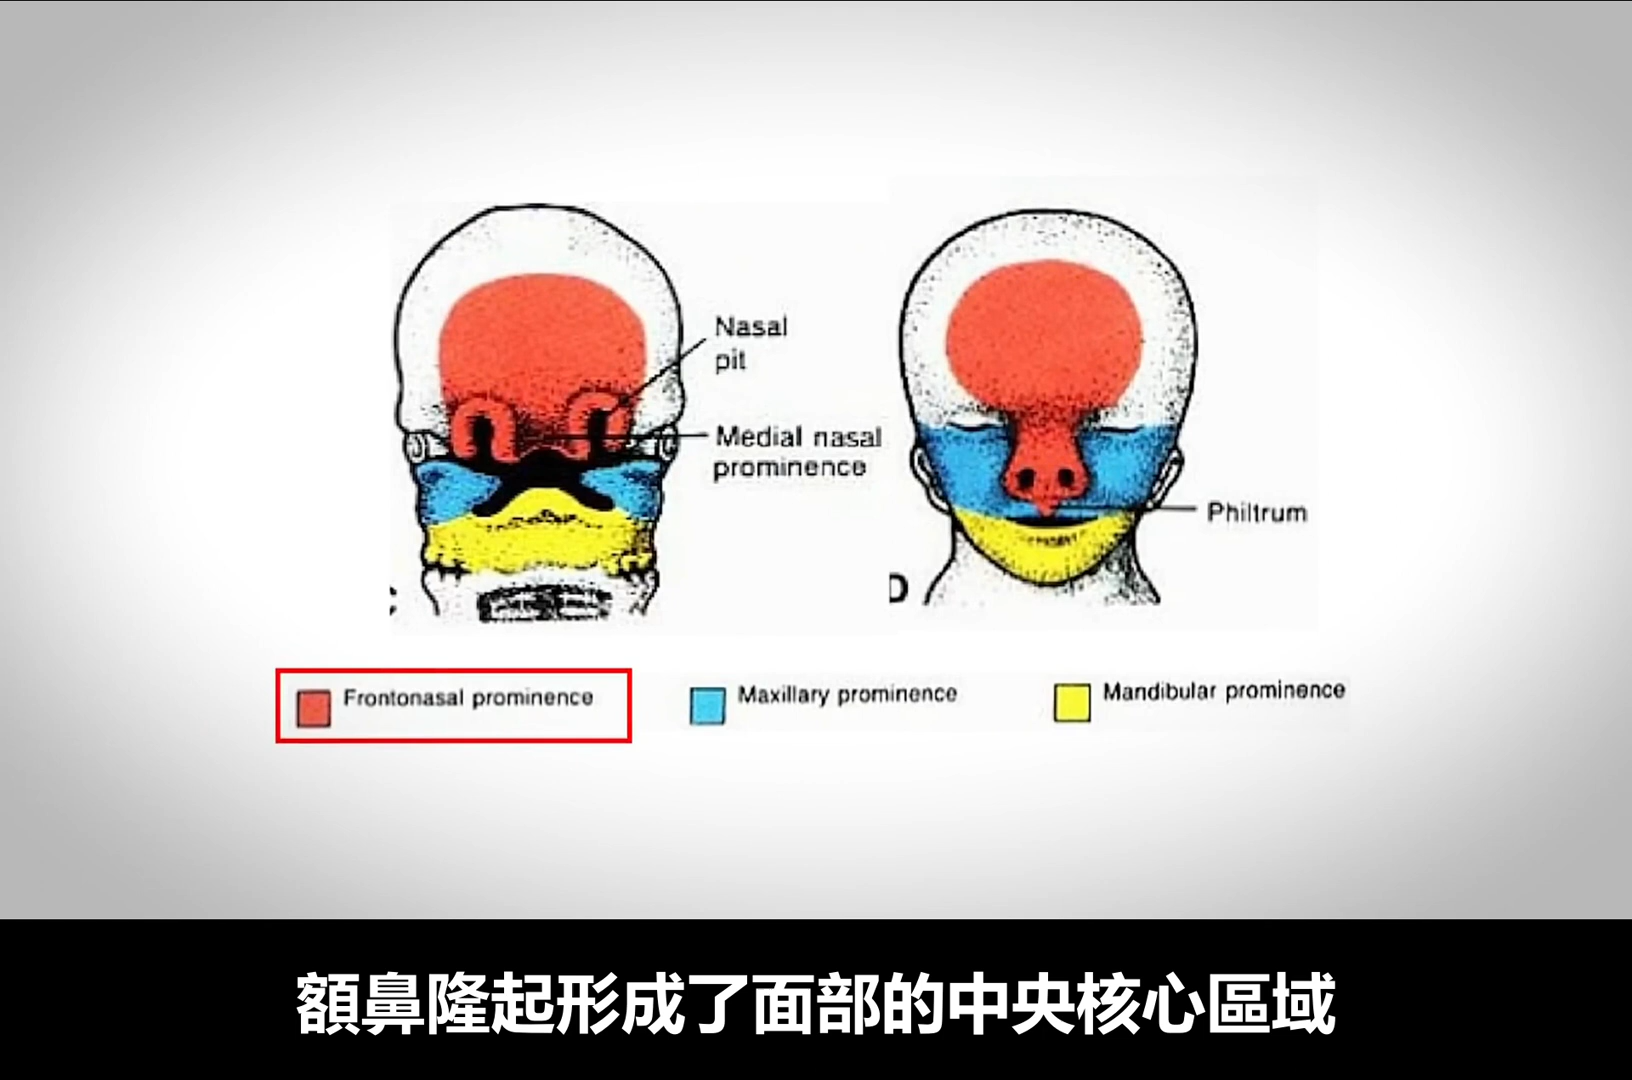 Nasal
pit
Medial nasal
prominence
Philtrum
D
Frontonasal prominence
Maxillary prominence
Mandibular prominence
額鼻隆起形成了面部的中央核心區域